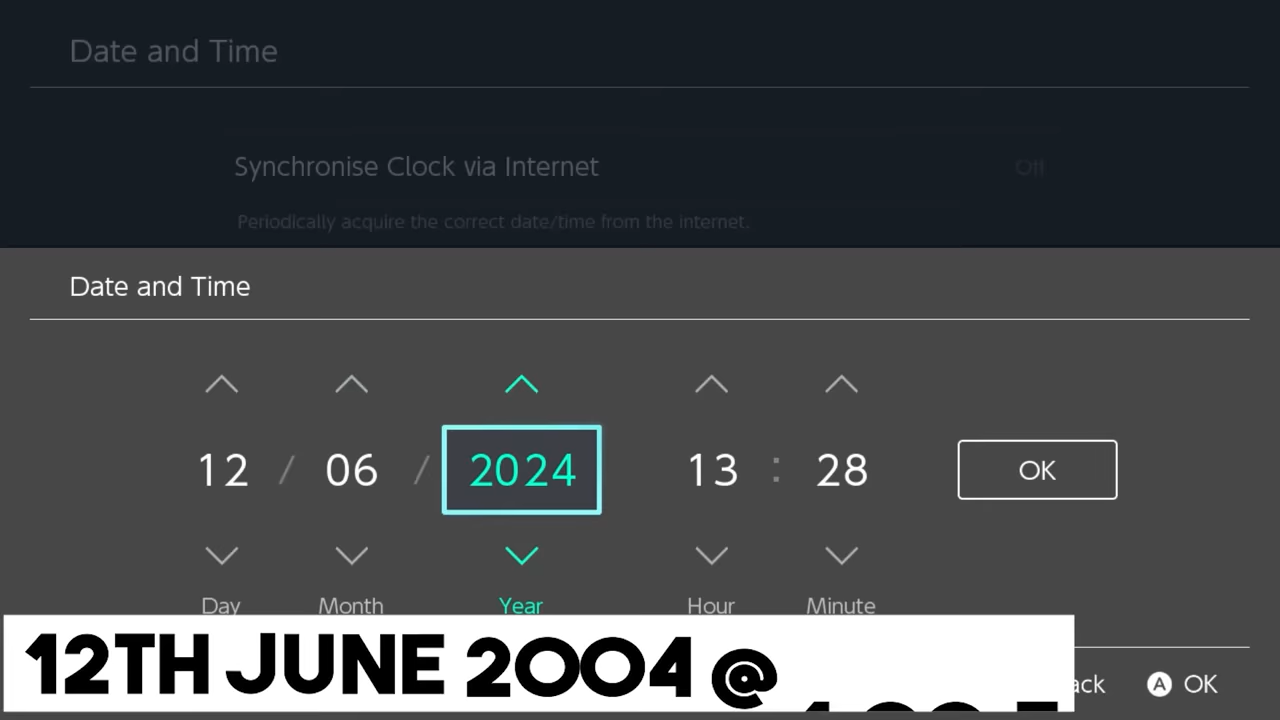 Date and Time
Synchronise Clock via Internet Off
Periodically acquire the correct date/time from the internet.
Date and Time
12 / 06 / 2024 13 : 28 OK
Day Month Year Hour Minute
12TH JUNE 2004 @
A OK